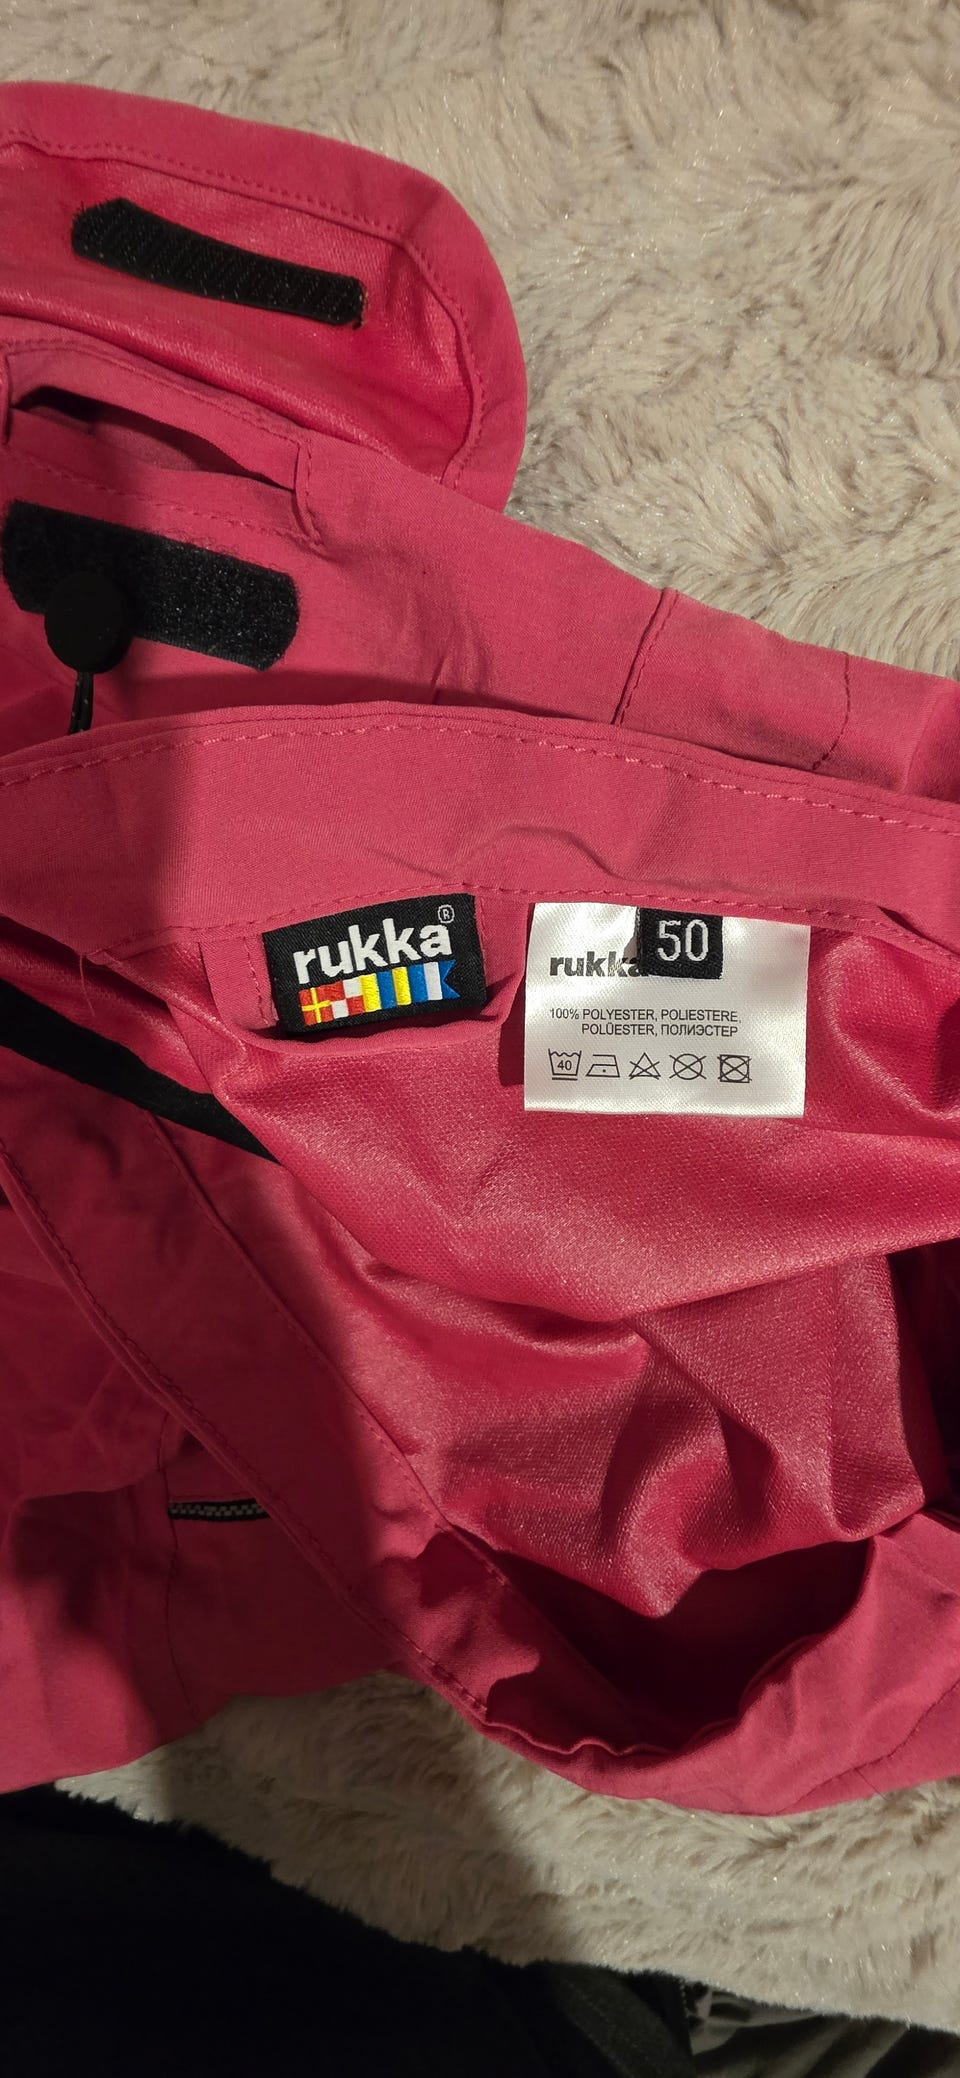 rukka®
50
rukka
100% POLYESTER, POLIESTERE,
POLÜESTER, ПОЛИЭСТЕР
40